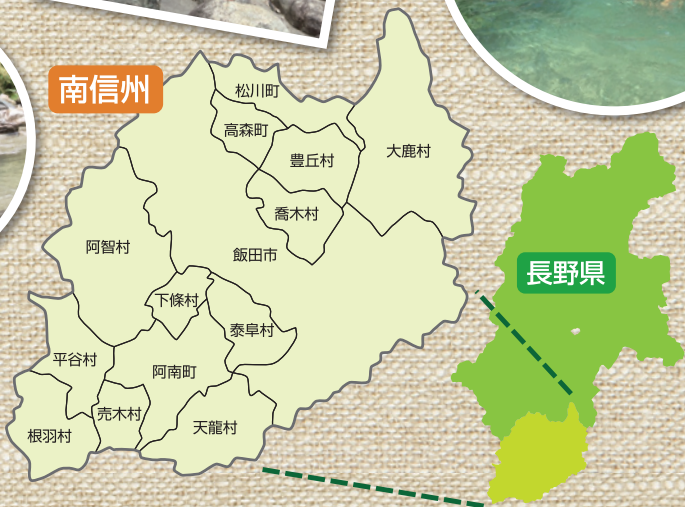 南信州
松川町
高森町
豊丘村
大鹿村
喬木村
阿智村
飯田市
長野県
下條村
泰阜村
平谷村
阿南町
売木村
天龍村
根羽村